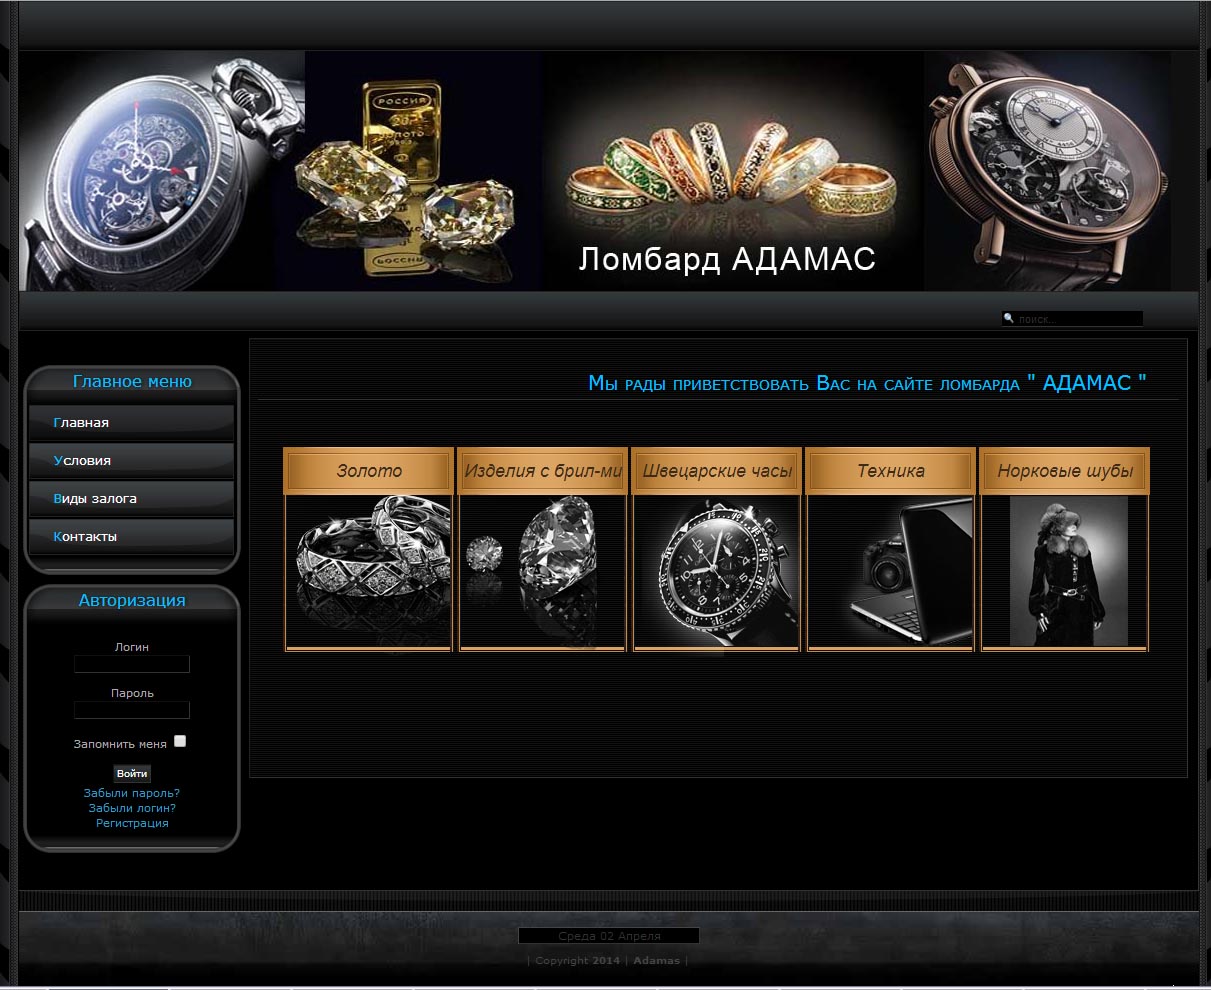 РОССИЯ
ЗОЛОТО
Ломбард АДАМАС
поиск...
Главное меню
Главная
Условия
Виды залога
Контакты
Авторизация
Логин
Пароль
Запомнить меня
Войти
Забыли пароль?
Забыли логин?
Регистрация
Мы рады приветствовать Вас на сайте ломбарда " АДАМАС "
Золото
Изделия с брил-ми
Швецарские часы
Техника
Норковые шубы
Среда 02 Апреля
| Copyright 2014 | Adamas |